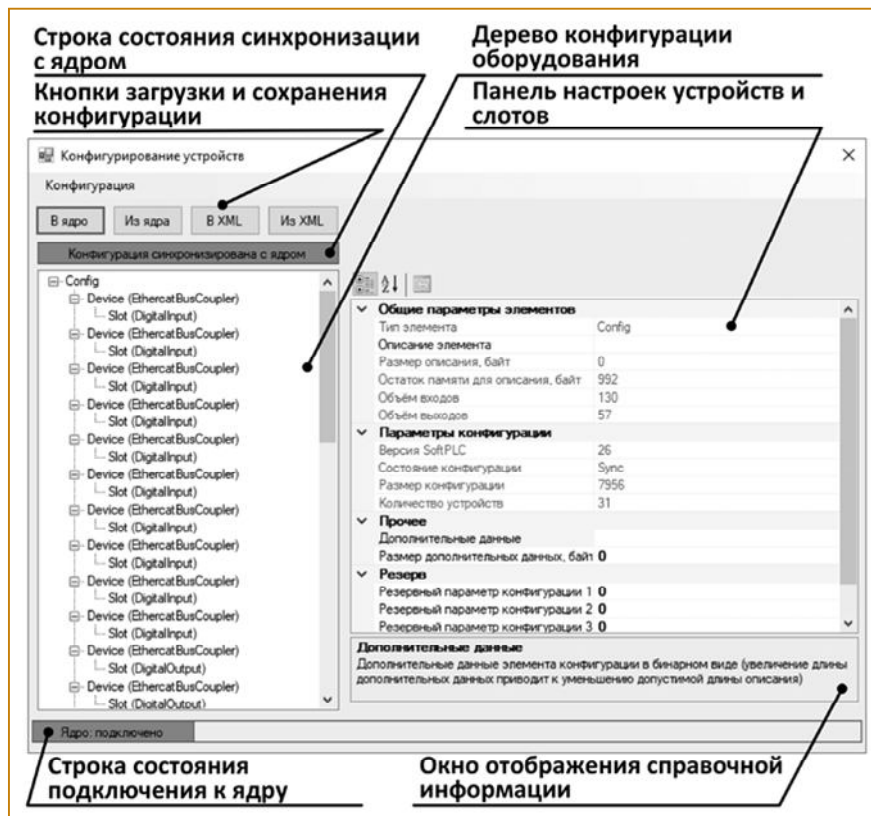 Строка состояния синхронизации
с ядром
Дерево конфигурации
оборудования
Кнопки загрузки и сохранения
конфигурации
Панель настроек устройств и
слотов
Конфигурирование устройств
Конфигурация
В ядро Из ядра В XML Из XML
Конфигурация синхронизирована с ядром
Config
Device (EthercatBusCoupler)
Slot (DigitalInput)
Device (EthercatBusCoupler)
Slot (DigitalInput)
Device (EthercatBusCoupler)
Slot (DigitalInput)
Device (EthercatBusCoupler)
Slot (DigitalInput)
Device (EthercatBusCoupler)
Slot (DigitalInput)
Device (EthercatBusCoupler)
Slot (DigitalInput)
Device (EthercatBusCoupler)
Slot (DigitalInput)
Device (EthercatBusCoupler)
Slot (DigitalInput)
Device (EthercatBusCoupler)
Slot (DigitalInput)
Device (EthercatBusCoupler)
Slot (DigitalInput)
Device (EthercatBusCoupler)
Slot (DigitalOutput)
Device (EthercatBusCoupler)
Slot (DigitalOutput)
Общие параметры элементов
Тип элемента Config
Описание элемента
Размер описания, байт 0
Остаток памяти для описания, байт 992
Объём входов 130
Объём выходов 57
Параметры конфигурации
Версия SoftPLC 26
Состояние конфигурации Sync
Размер конфигурации 7956
Количество устройств 31
Прочее
Дополнительные данные
Размер дополнительных данных, байт 0
Резерв
Резервный параметр конфигурации 1 0
Резервный параметр конфигурации 2 0
Резервный параметр конфигурации 3 0
Дополнительные данные
Дополнительные данные элемента конфигурации в бинарном виде (увеличение длины
дополнительных данных приводит к уменьшению допустимой длины описания)
Ядро: подключено
Строка состояния
подключения к ядру
Окно отображения справочной
информации